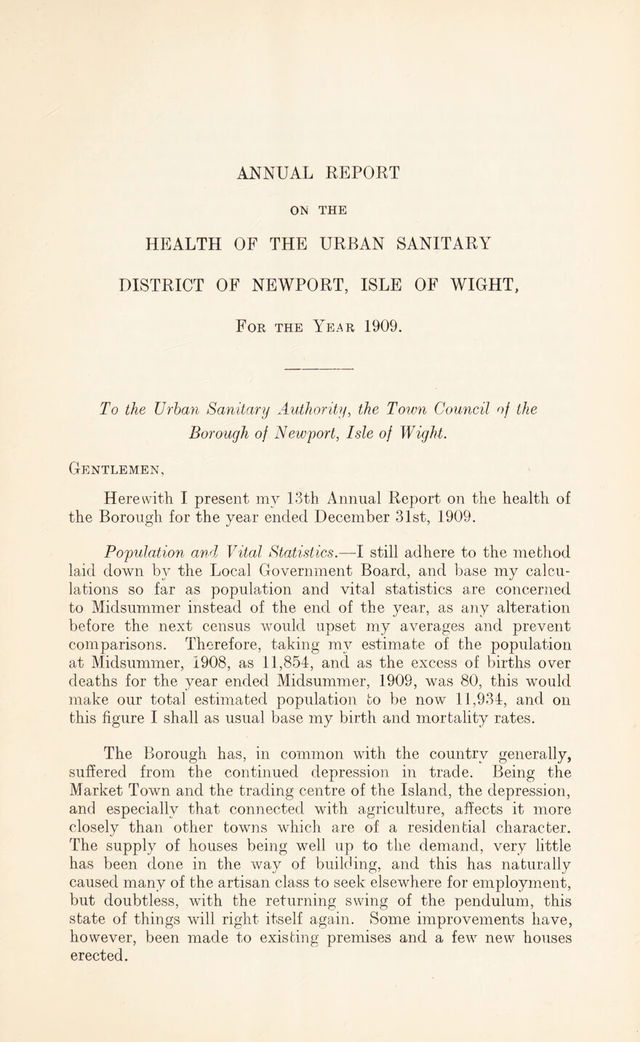 ANNUAL REPORT
ON THE
HEALTH OF THE URBAN SANITARY
DISTRICT OF NEWPORT, ISLE OF WIGHT,
For the Year 1909.
To the Urban Sanitary Authority, the Town Council of the
Borough of Newport, Isle of Wight.
Gentlemen,
Herewith I present my 13th Annual Report on the health of
the Borough for the year ended December 31st, 1909.
Population and Vital Statistics.—I still adhere to the method
laid down by the Local Government Board, and base my calcu-
lations so far as population and vital statistics are concerned
to Midsummer instead of the end of the year, as any alteration
before the next census would upset my averages and prevent
comparisons. Therefore, taking my estimate of the population
at Midsummer, 1908, as 11,854, and as the excess of births over
deaths for the year ended Midsummer, 1909, was 80, this would
make our total estimated population to be now 11,934, and on
this figure I shall as usual base my birth and mortality rates.
The Borough has, in common with the country generally,
suffered from the continued depression in trade. Being the
Market Town and the trading centre of the Island, the depression,
and especially that connected with agriculture, affects it more
closely than other towns which are of a residential character.
The supply of houses being well up to the demand, very little
has been done in the way of building, and this has naturally
caused many of the artisan class to seek elsewhere for employment,
but doubtless, with the returning swing of the pendulum, this
state of things will right itself again. Some improvements have,
however, been made to existing premises and a few new houses
erected.